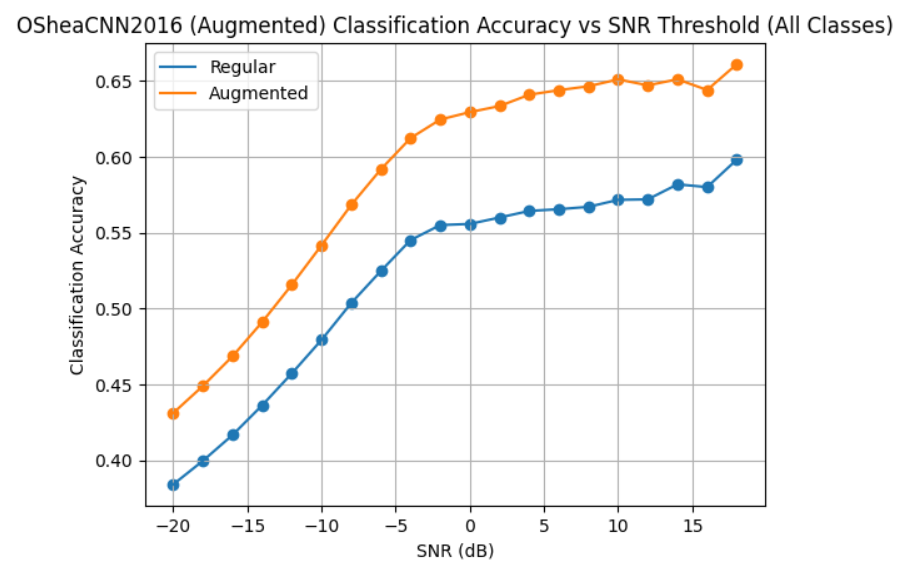 OSheaCNN2016 (Augmented) Classification Accuracy vs SNR Threshold (All Classes)
Regular
Augmented
Classification Accuracy
0.65
0.60
0.55
0.50
0.45
0.40
−20 −15 −10 −5 0 5 10 15
SNR (dB)